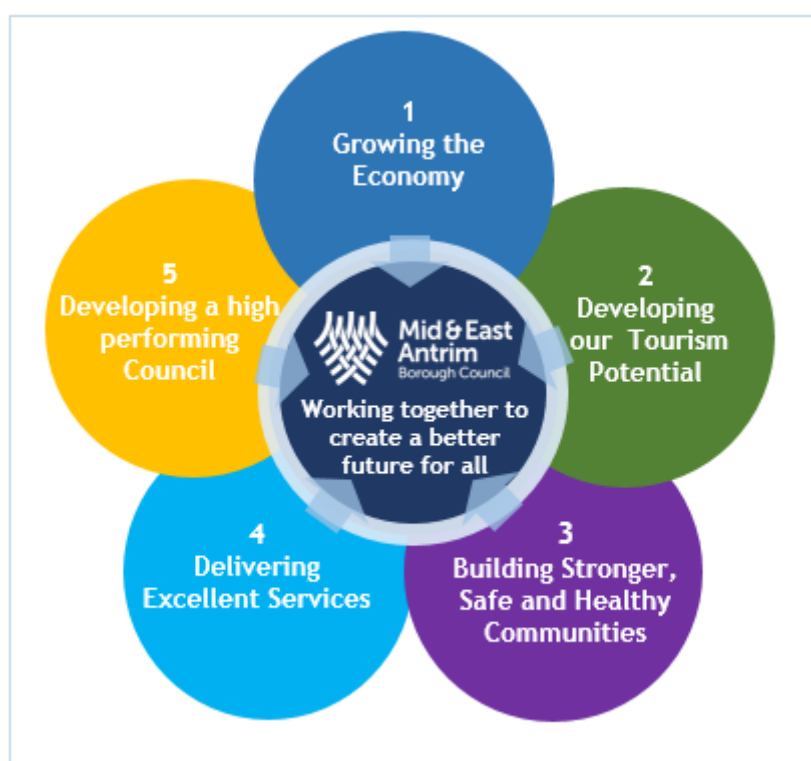 1
Growing the
Economy
2
Developing
our Tourism
Potential
3
Building Stronger,
Safe and Healthy
Communities
4
Delivering
Excellent Services
5
Developing a high
performing
Council
Mid & East
Antrim
Borough Council
Working together to
create a better
future for all